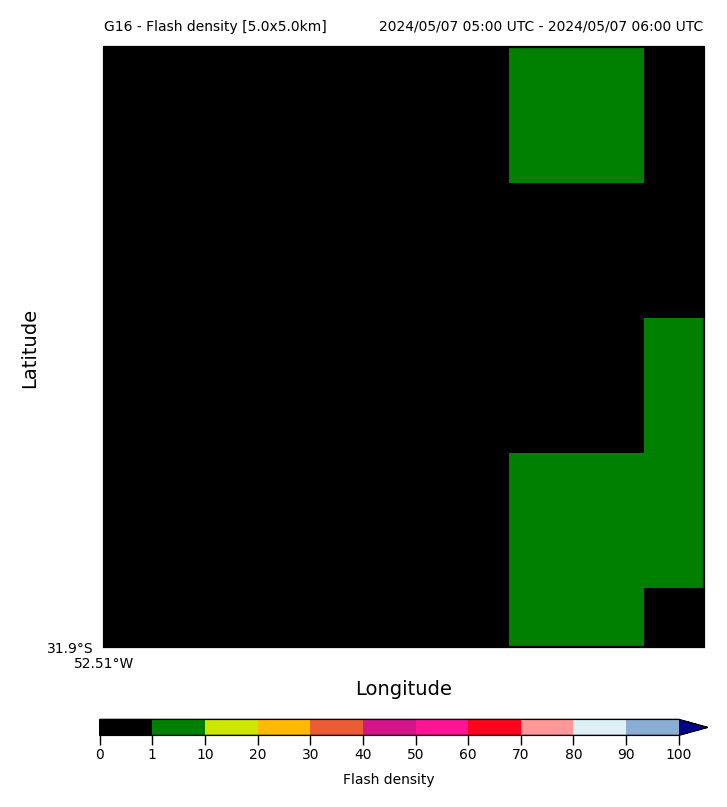 G16 - Flash density [5.0x5.0km] 2024/05/07 05:00 UTC - 2024/05/07 06:00 UTC
Latitude
31.9°S
52.51°W
Longitude
0 1 10 20 30 40 50 60 70 80 90 100
Flash density